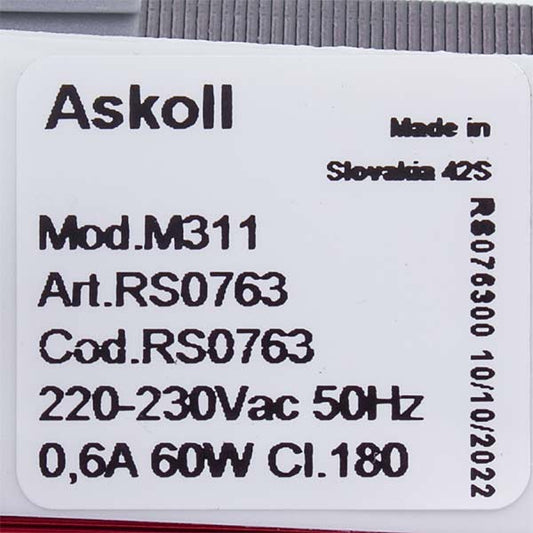 Askoll
Made in
Slovakia 42S
Mod.M311
Art.RS0763
Cod.RS0763
220-230Vac 50Hz
0,6A 60W Cl.180
RS076300 10/10/2022